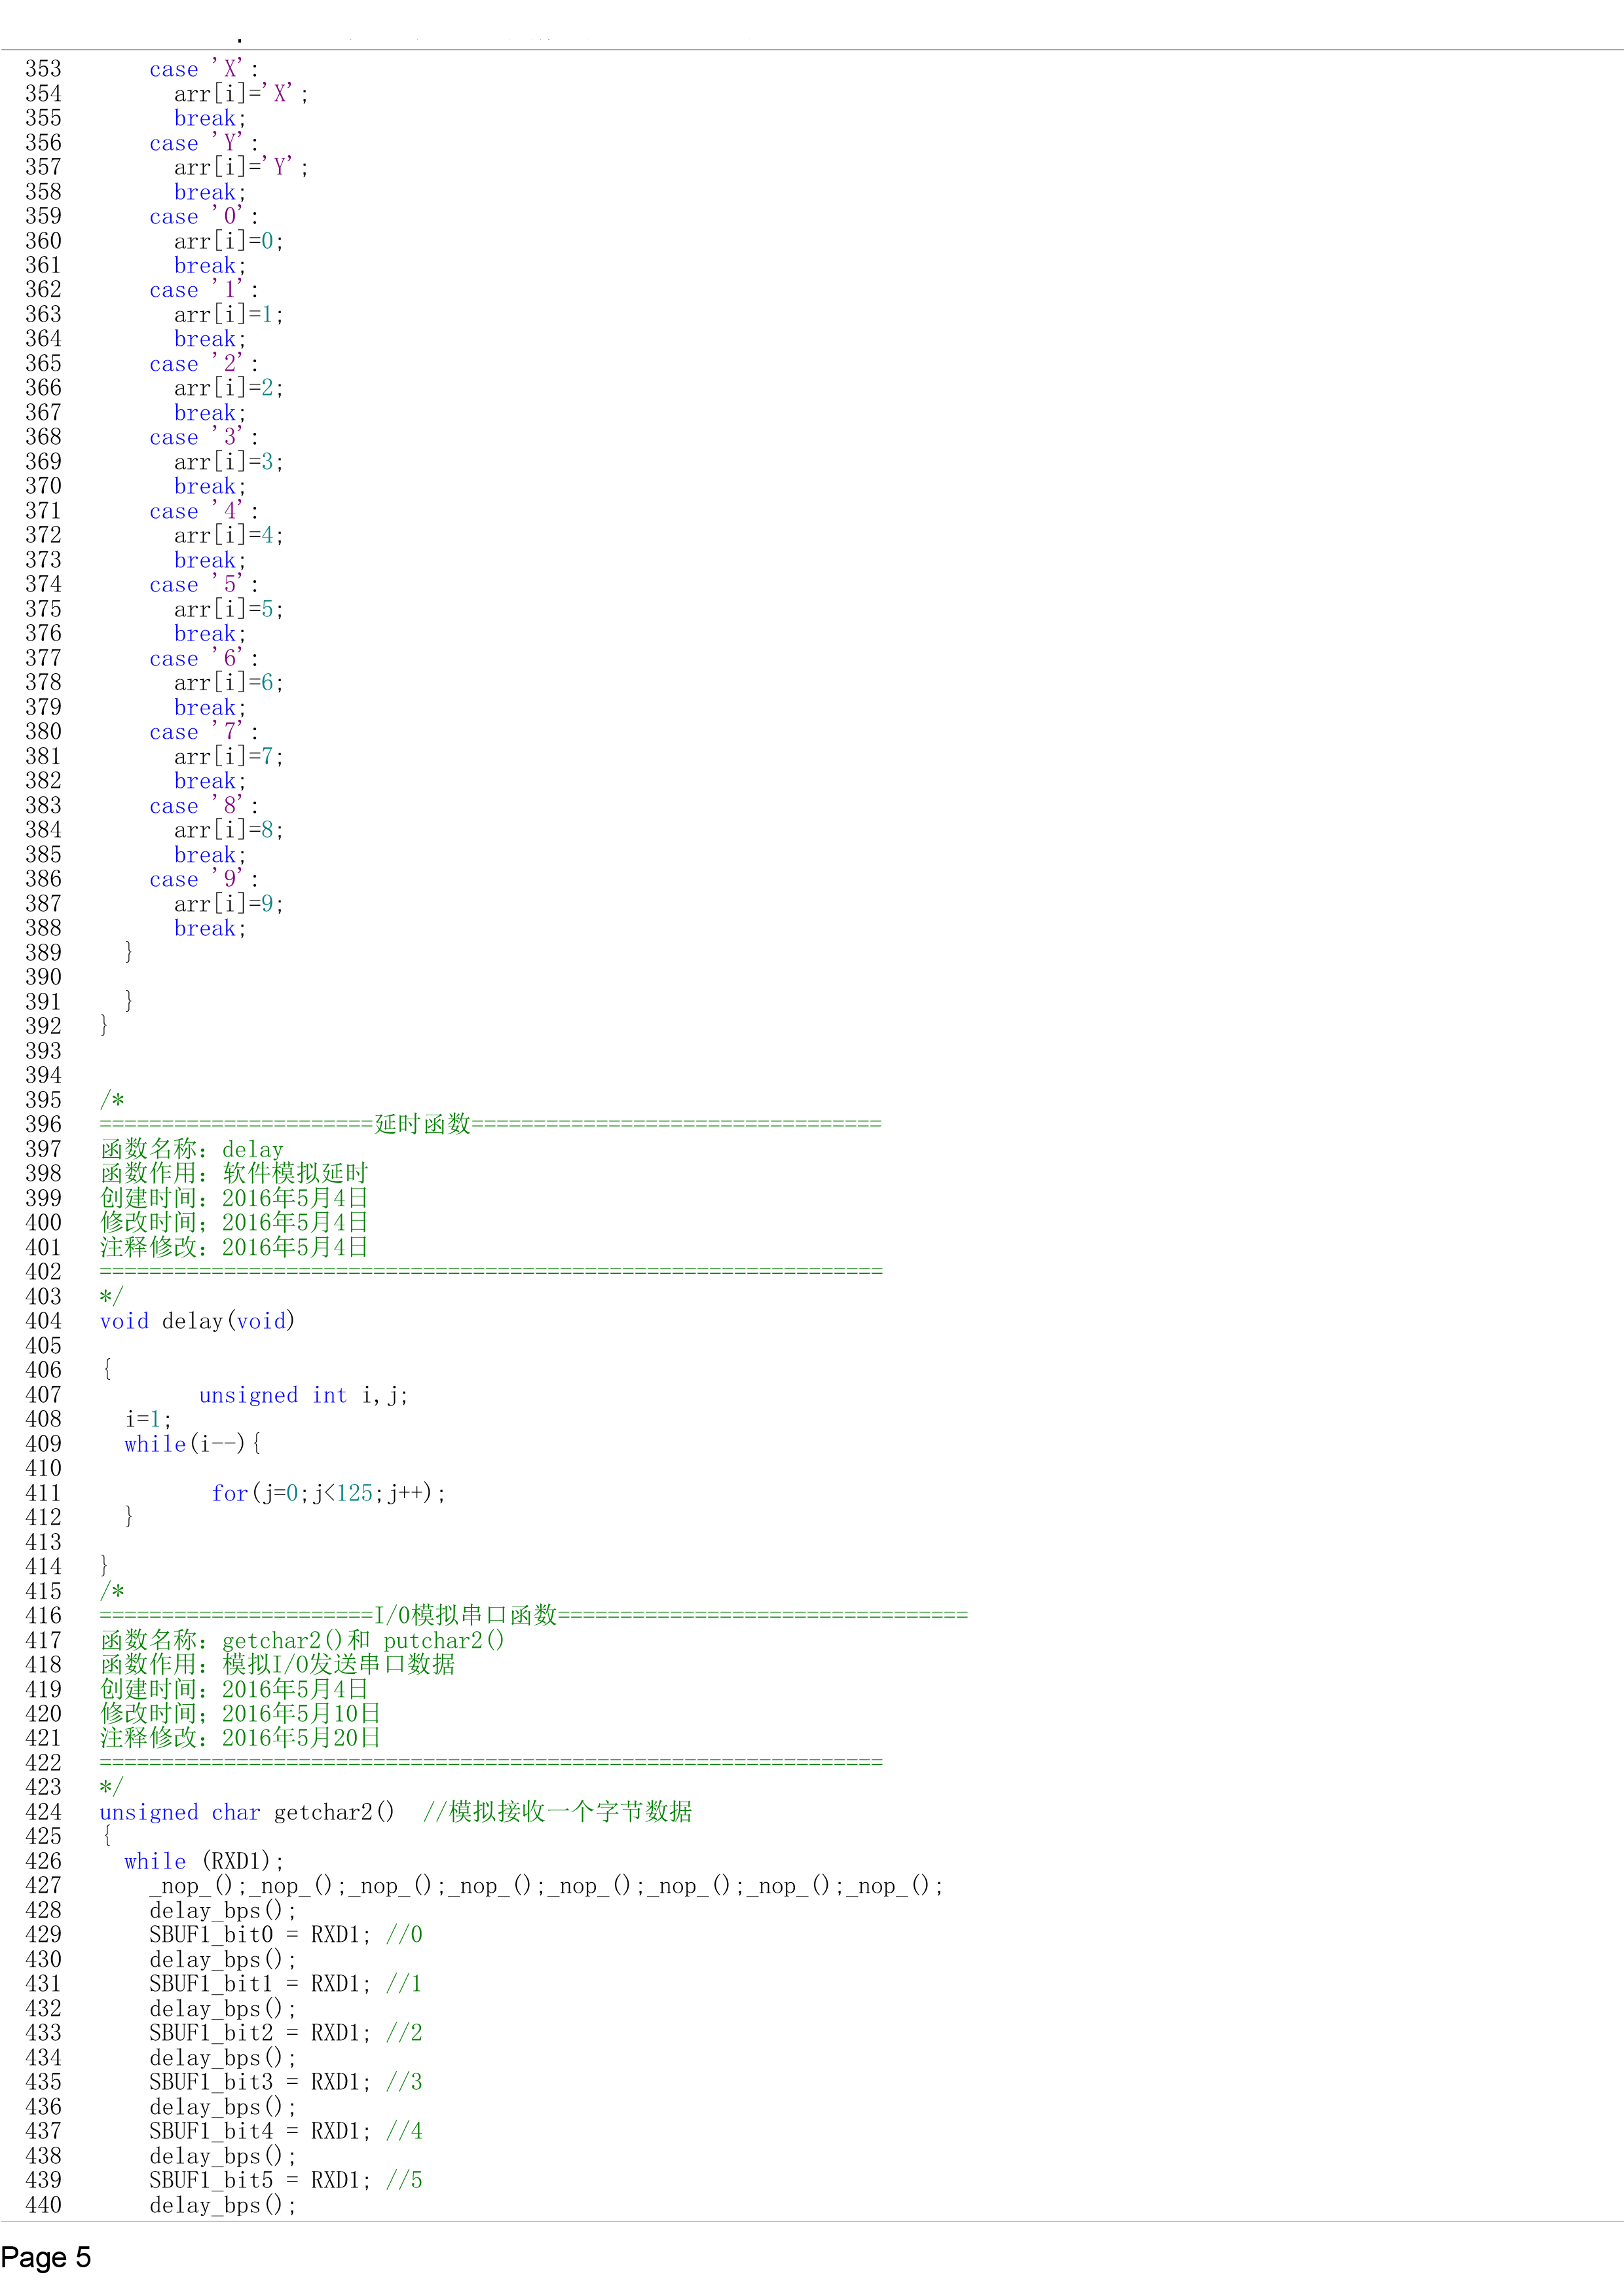 353 case 'X':
354 arr[i]='X';
355 break;
356 case 'Y':
357 arr[i]='Y';
358 break;
359 case '0':
360 arr[i]=0;
361 break;
362 case '1':
363 arr[i]=1;
364 break;
365 case '2':
366 arr[i]=2;
367 break;
368 case '3':
369 arr[i]=3;
370 break;
371 case '4':
372 arr[i]=4;
373 break;
374 case '5':
375 arr[i]=5;
376 break;
377 case '6':
378 arr[i]=6;
379 break;
380 case '7':
381 arr[i]=7;
382 break;
383 case '8':
384 arr[i]=8;
385 break;
386 case '9':
387 arr[i]=9;
388 break;
389 }
390
391 }
392 }
393
394
395 /*
396 ======================延时函数=================================
397 函数名称：delay
398 函数作用：软件模拟延时
399 创建时间：2016年5月4日
400 修改时间；2016年5月4日
401 注释修改：2016年5月4日
402 ===============================================================
403 */
404 void delay(void)
405
406 {
407 unsigned int i,j;
408 i=1;
409 while(i--){
410
411 for(j=0;j<125;j++);
412 }
413
414 }
415 /*
416 ======================I/O模拟串口函数=================================
417 函数名称：getchar2()和 putchar2()
418 函数作用：模拟I/O发送串口数据
419 创建时间：2016年5月4日
420 修改时间；2016年5月10日
421 注释修改：2016年5月20日
422 ===============================================================
423 */
424 unsigned char getchar2() //模拟接收一个字节数据
425 {
426 while (RXD1);
427 _nop_();_nop_();_nop_();_nop_();_nop_();_nop_();_nop_();_nop_();
428 delay_bps();
429 SBUF1_bit0 = RXD1; //0
430 delay_bps();
431 SBUF1_bit1 = RXD1; //1
432 delay_bps();
433 SBUF1_bit2 = RXD1; //2
434 delay_bps();
435 SBUF1_bit3 = RXD1; //3
436 delay_bps();
437 SBUF1_bit4 = RXD1; //4
438 delay_bps();
439 SBUF1_bit5 = RXD1; //5
440 delay_bps();
Page 5